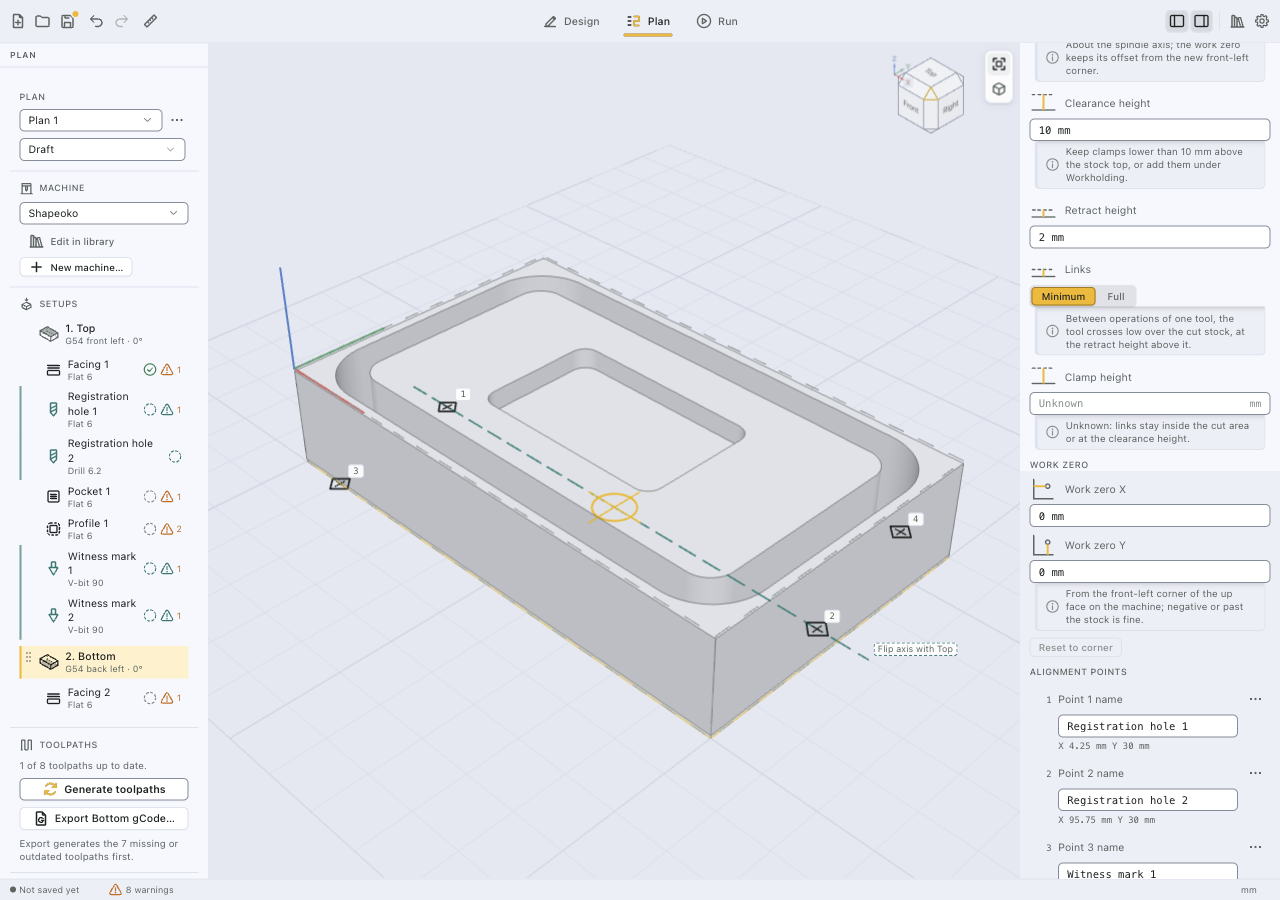 Design
Plan
Run
PLAN
PLAN
Plan 1
Draft
MACHINE
Shapeoko
Edit in library
New machine...
SETUPS
1. Top
G54 front left · 0°
Facing 1
Flat 6
1
Registration
hole 1
Flat 6
1
Registration hole
2
Drill 6.2
Pocket 1
Flat 6
1
Profile 1
Flat 6
2
Witness mark
1
V-bit 90
1
Witness mark
2
V-bit 90
1
2. Bottom
G54 back left · 0°
Facing 2
Flat 6
1
TOOLPATHS
1 of 8 toolpaths up to date.
Generate toolpaths
Export Bottom gCode...
Export generates the 7 missing or
outdated toolpaths first.
Not saved yet
8 warnings
Z
Y
X
Top
Front
Right
1
2
3
4
Flip axis with Top
About the spindle axis; the work zero
keeps its offset from the new front-left
corner.
Clearance height
10 mm
Keep clamps lower than 10 mm above
the stock top, or add them under
Workholding.
Retract height
2 mm
Links
Minimum
Full
Between operations of one tool, the
tool crosses low over the cut stock, at
the retract height above it.
Clamp height
Unknown mm
Unknown: links stay inside the cut area
or at the clearance height.
WORK ZERO
Work zero X
0 mm
Work zero Y
0 mm
From the front-left corner of the up
face on the machine; negative or past
the stock is fine.
Reset to corner
ALIGNMENT POINTS
1 Point 1 name
Registration hole 1
X 4.25 mm Y 30 mm
2 Point 2 name
Registration hole 2
X 95.75 mm Y 30 mm
3 Point 3 name
Witness mark 1
mm